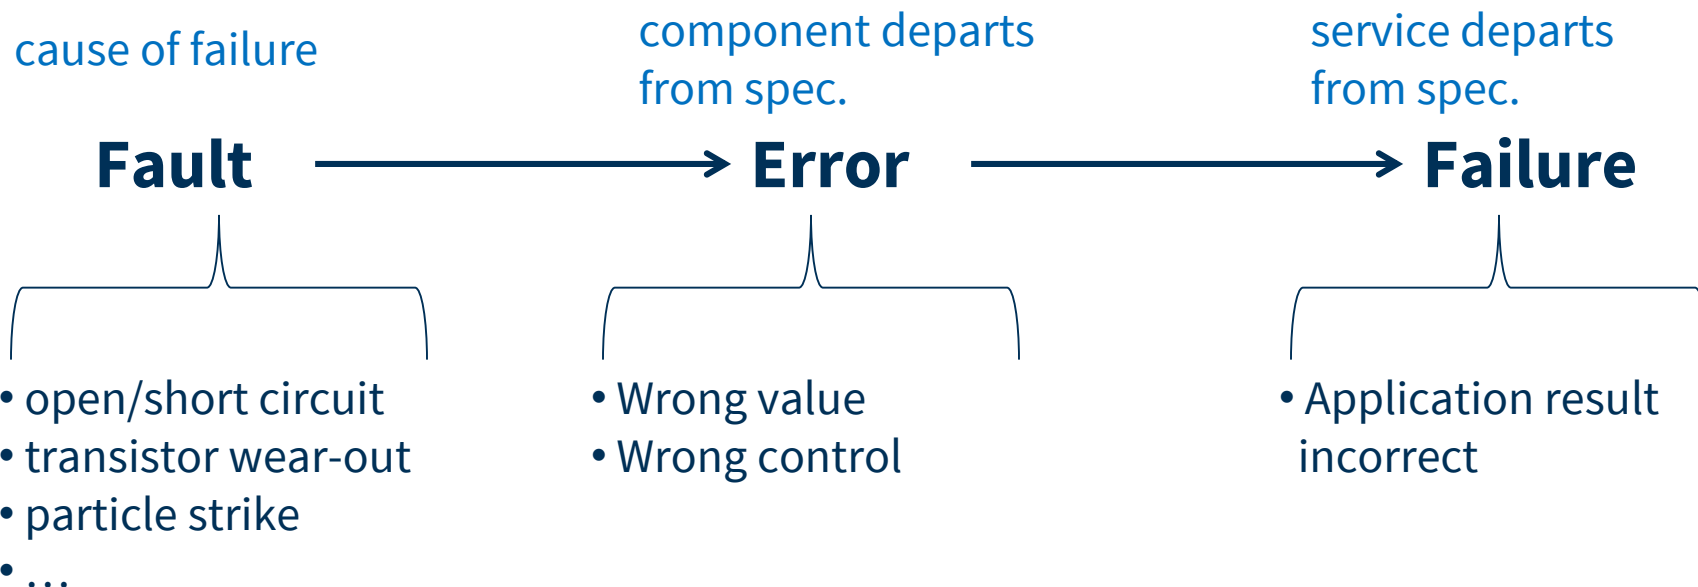 cause of failure
component departs
from spec.
service departs
from spec.
Fault
Error
Failure
• open/short circuit
• transistor wear-out
• particle strike
• ...
• Wrong value
• Wrong control
• Application result
incorrect